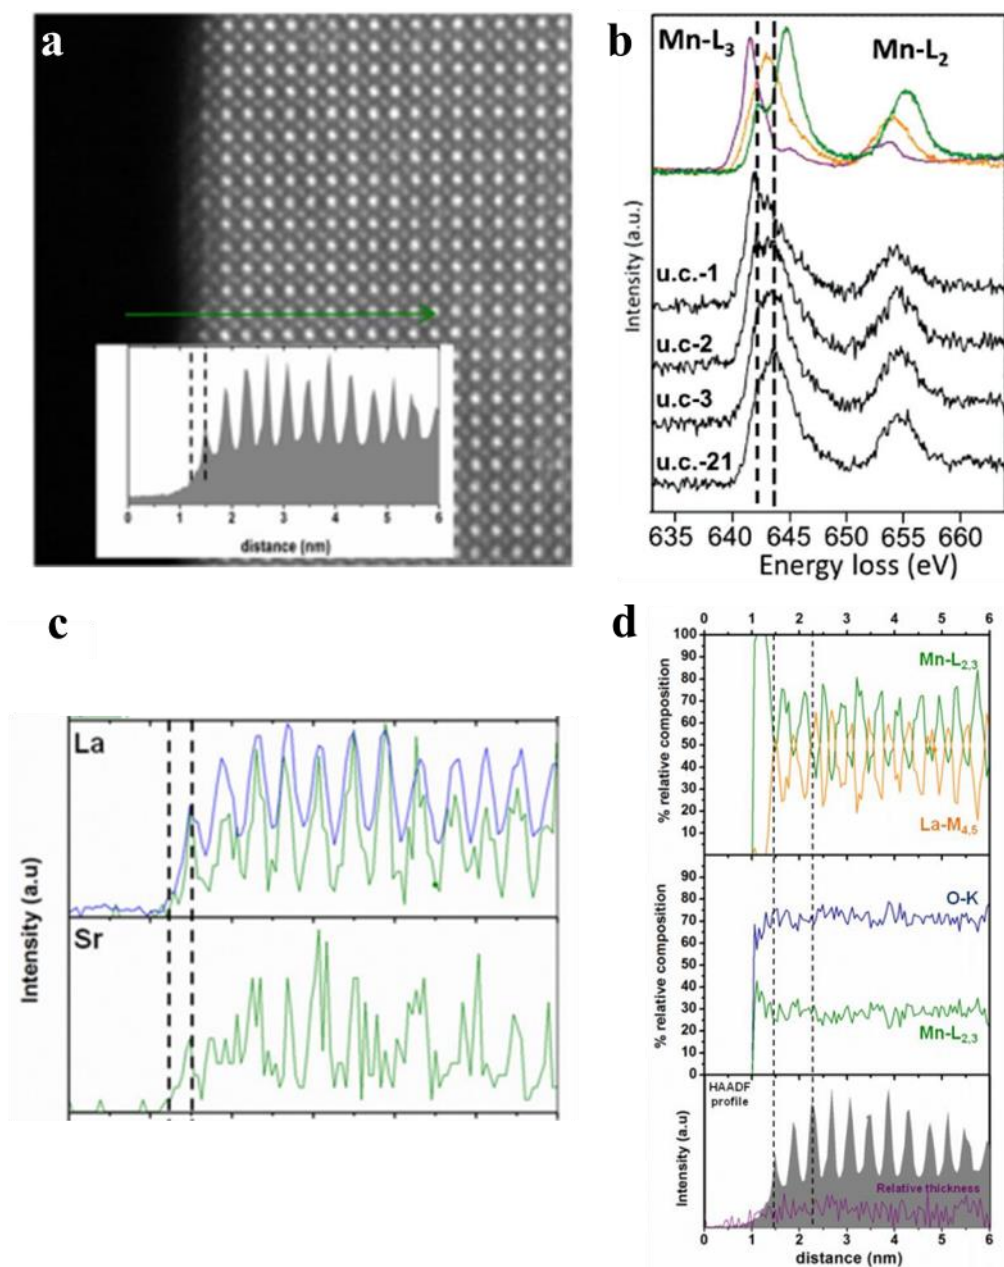 a
0 1 2 3 4 5 6
distance (nm)
b
Mn-L3
Mn-L2
Intensity (a.u.)
u.c.-1
u.c-2
u.c-3
u.c.-21
635 640 645 650 655 660
Energy loss (eV)
c
La
Sr
Intensity (a.u)
d
0 1 2 3 4 5 6
% relative composition
100
90
80
70
60
50
40
30
20
10
Mn-L2,3
La-M4,5
% relative composition
90
80
70
60
50
40
30
20
10
0
O-K
Mn-L2,3
HAADF
profile
Intensity (a.u)
Relative thickness
0 1 2 3 4 5 6
distance (nm)